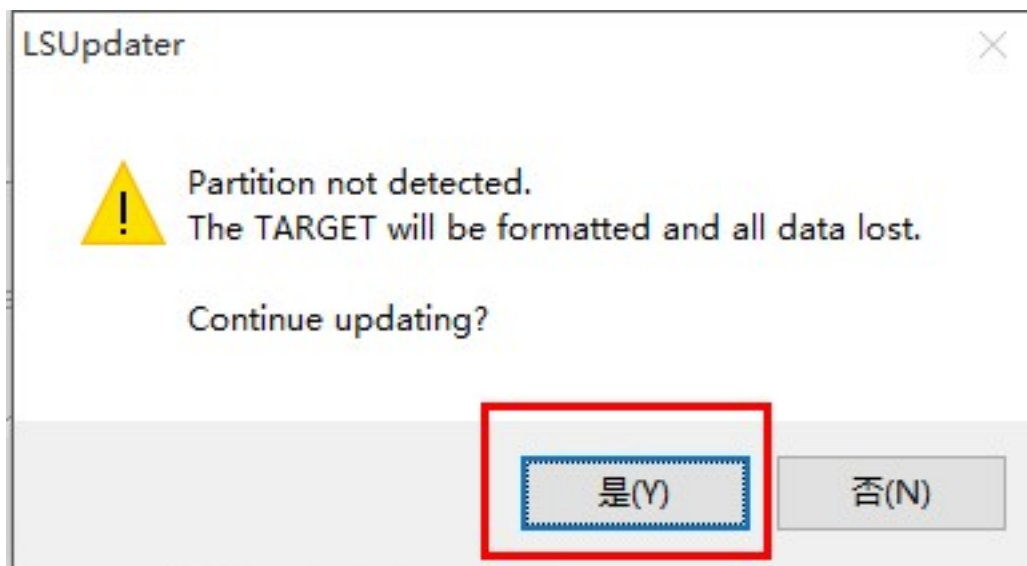 LSUpdater
Partition not detected.
The TARGET will be formatted and all data lost.
Continue updating?
是(Y)
否(N)